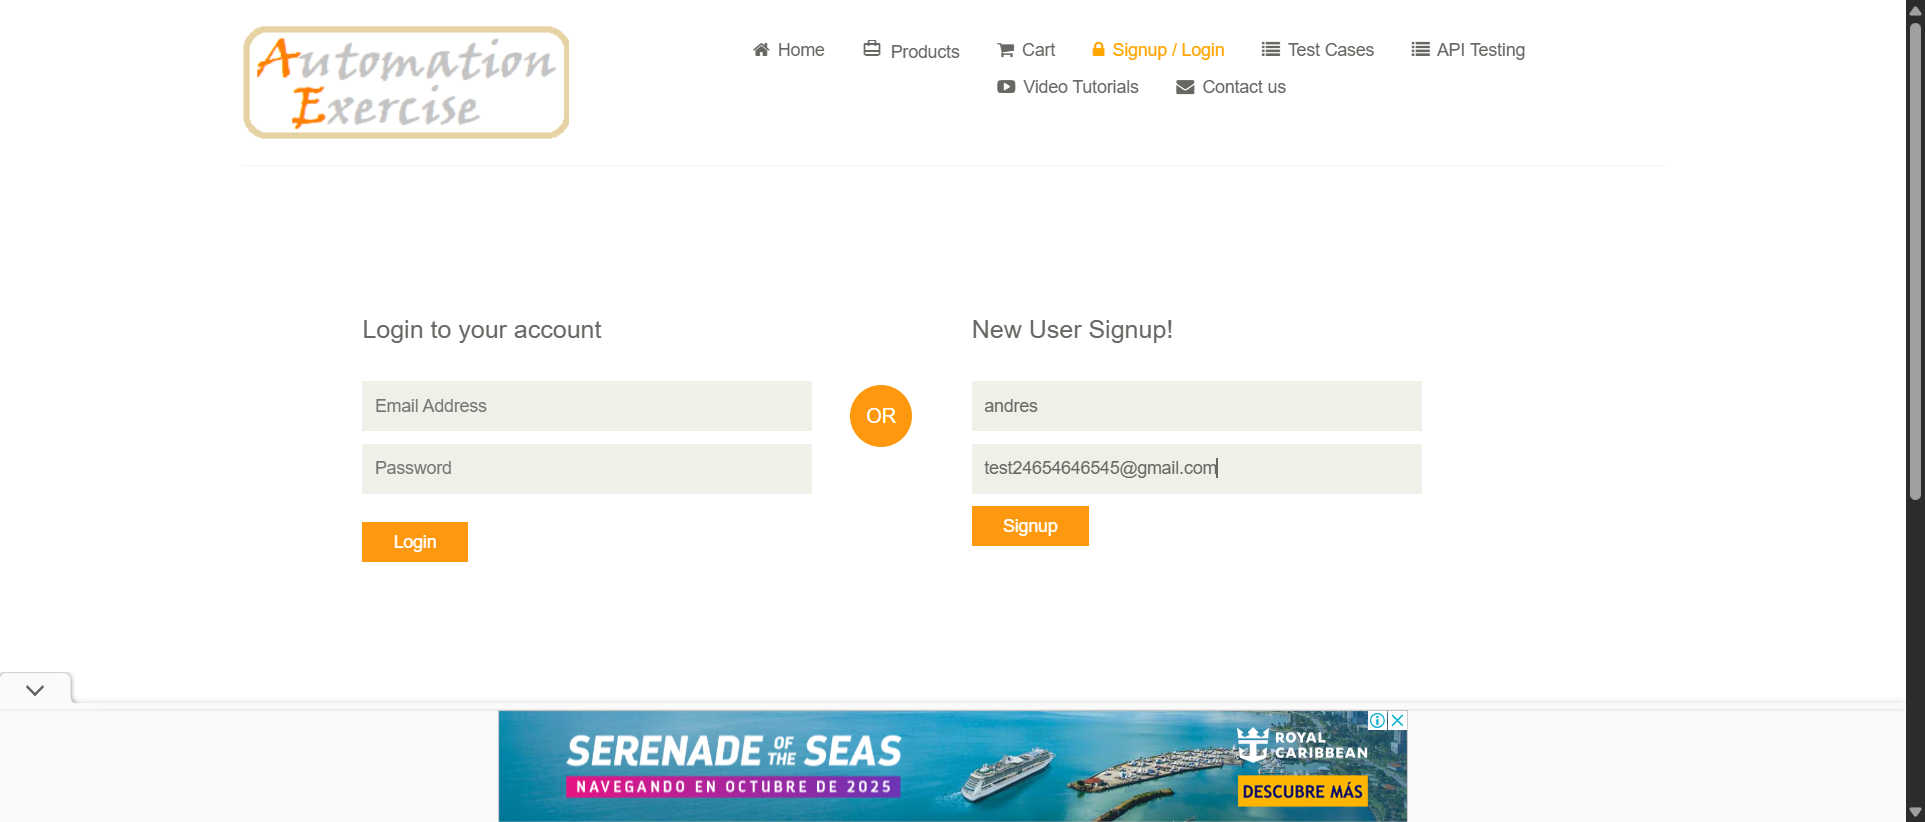 Automation
Exercise
Home
Products
Cart
Signup / Login
Test Cases
API Testing
Video Tutorials
Contact us
Login to your account
Email Address
Password
Login
OR
New User Signup!
andres
test24654646545@gmail.com
Signup
SERENADE OF THE SEAS
NAVEGANDO EN OCTUBRE DE 2025
ROYAL
CARIBBEAN
DESCUBRE MÁS